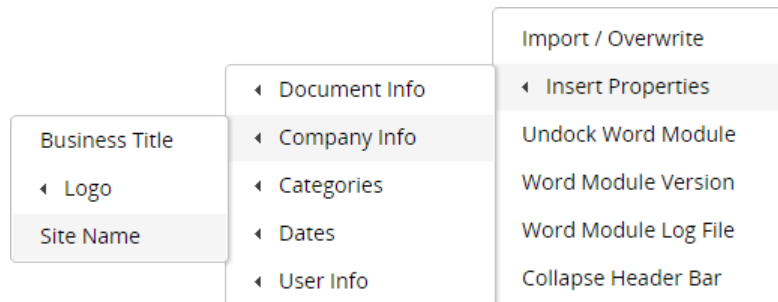 Import / Overwrite
Insert Properties
Undock Word Module
Word Module Version
Word Module Log File
Collapse Header Bar
Document Info
Company Info
Categories
Dates
User Info
Business Title
Logo
Site Name